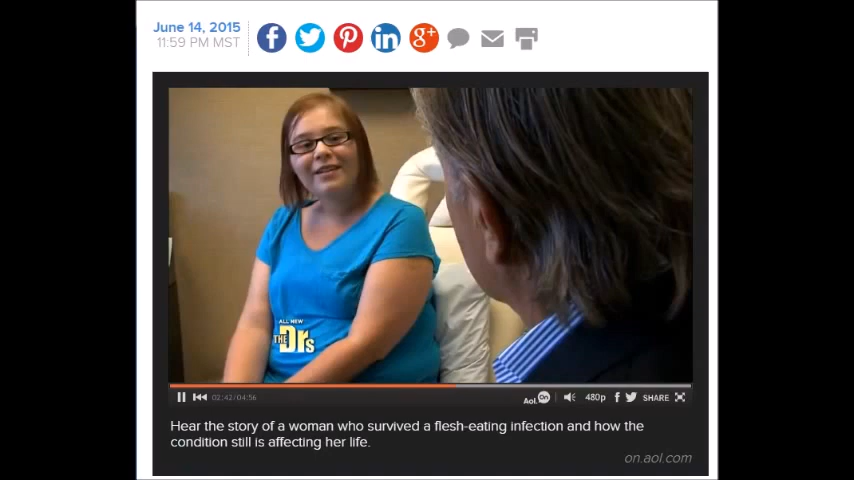 June 14, 2015
11:59 PM MST
f
p
in
g+
ALL NEW
THE Drs
02:42/04:56
Aol. On
480p
f
SHARE
Hear the story of a woman who survived a flesh-eating infection and how the
condition still is affecting her life.
on.aol.com